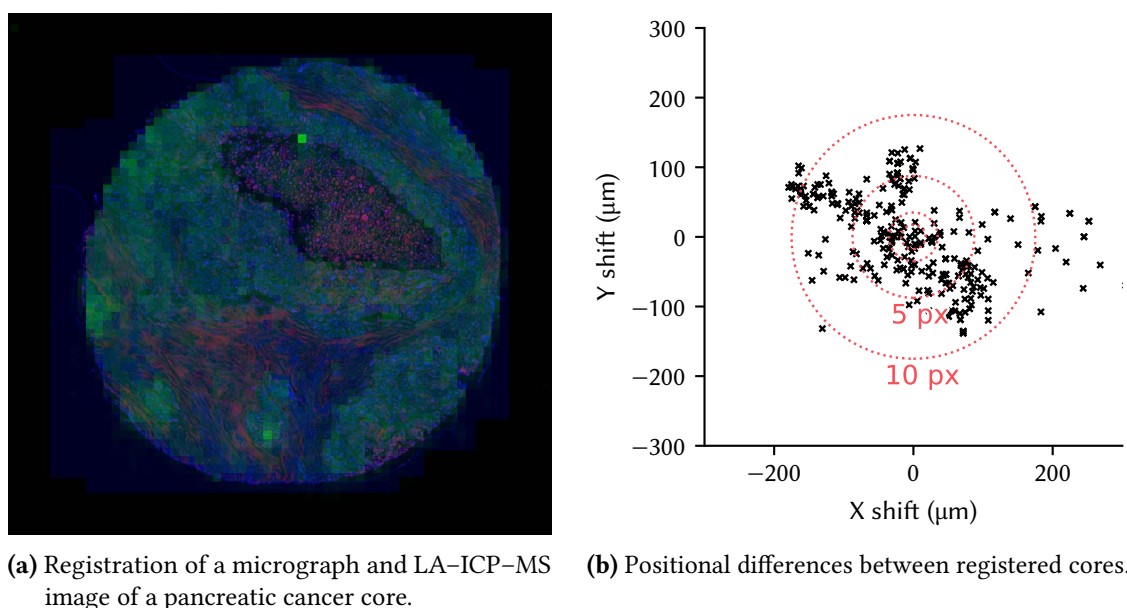 300
200
100
0
−100
−200
−300
Y shift (µm)
5 px
10 px
−200
0
200
X shift (µm)
(a) Registration of a micrograph and LA–ICP–MS
image of a pancreatic cancer core.
(b) Positional differences between registered cores.